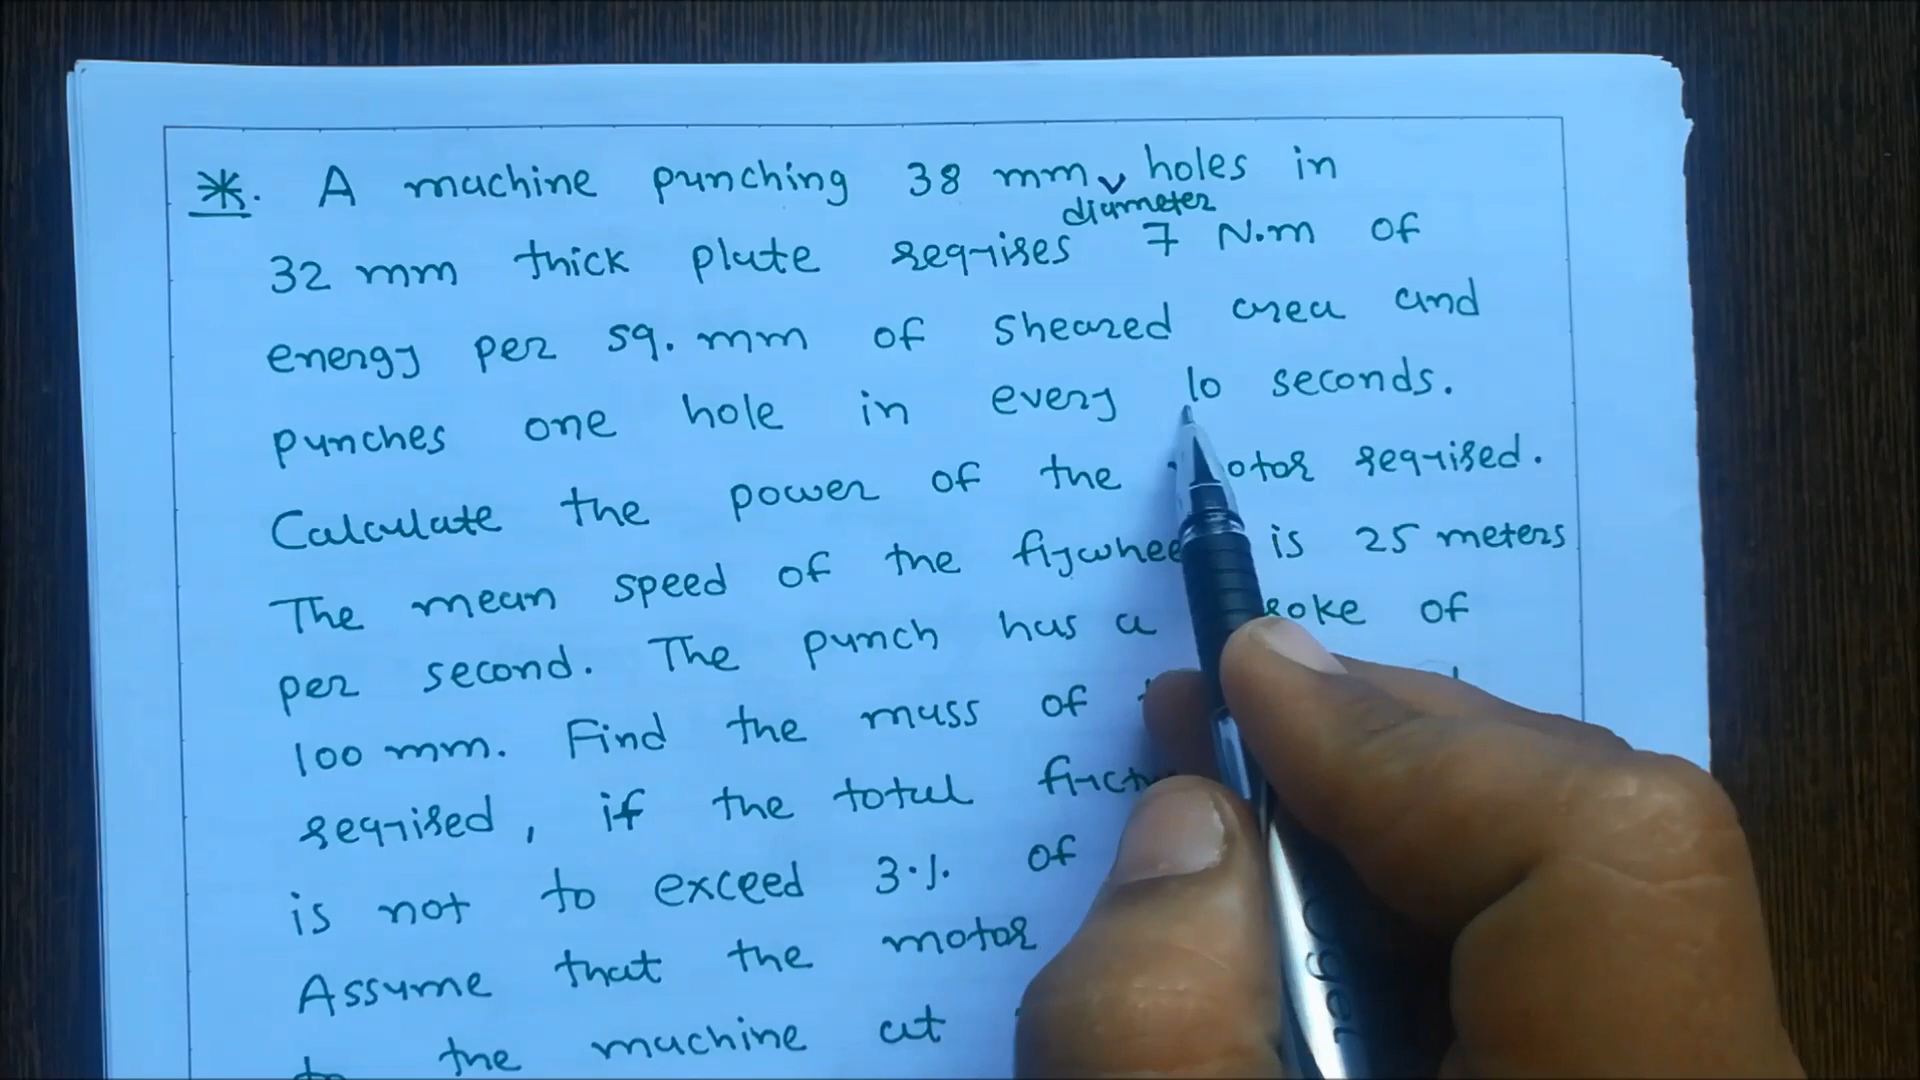 *. A machine punching 38 mm holes in
diameter
32 mm thick plate requires 7 N.m of
energy per sq. mm of sheared area and
punches one hole in every 10 seconds.
Calculate the power of the required.
The mean speed of the is 25 meters
per second. The punch has a of
100 mm. Find the mass of
required, if the total
is not to exceed 3% of
Assume that the motor
to the machine at